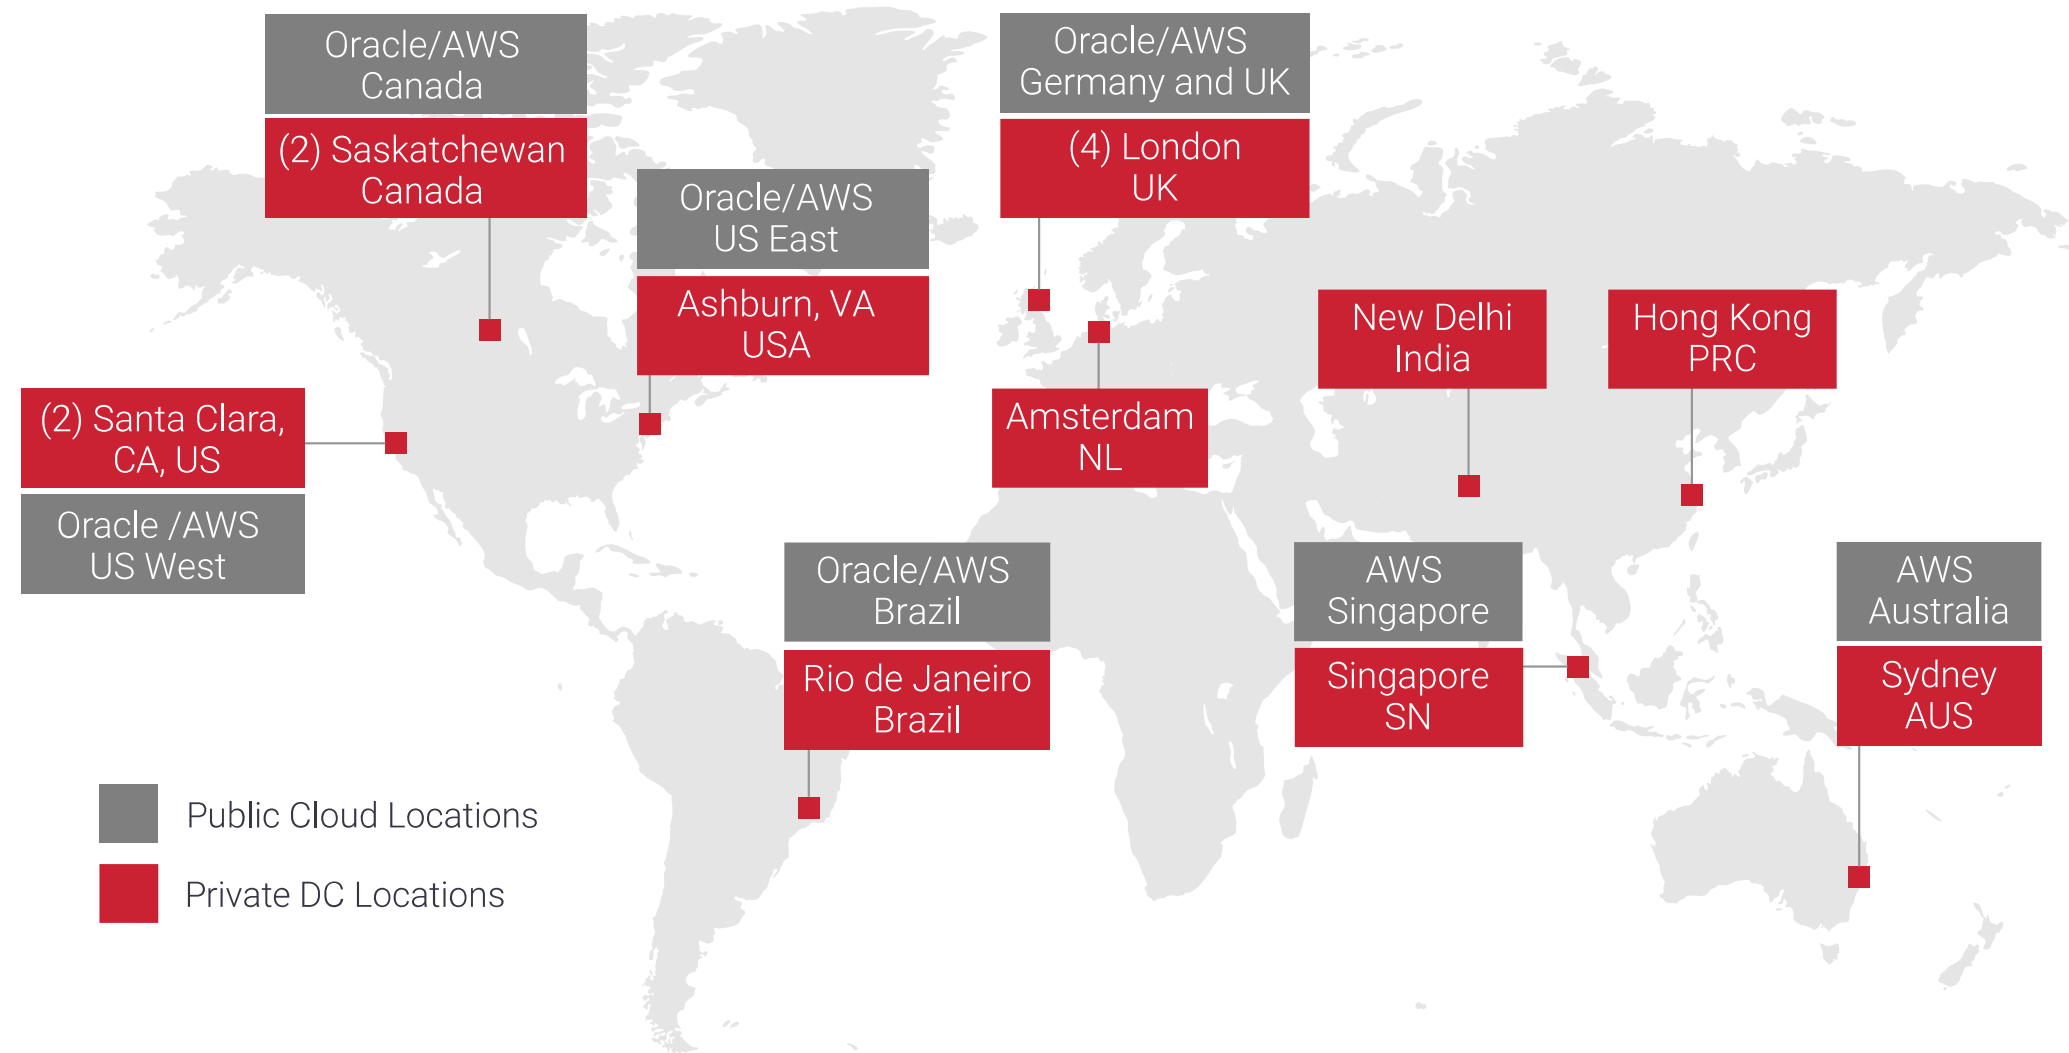 Oracle/AWS
Canada
(2) Saskatchewan
Canada
Oracle/AWS
US East
Ashburn, VA
USA
(2) Santa Clara,
CA, US
Oracle /AWS
US West
Oracle/AWS
Germany and UK
(4) London
UK
Amsterdam
NL
New Delhi
India
Hong Kong
PRC
Oracle/AWS
Brazil
Rio de Janeiro
Brazil
AWS
Singapore
Singapore
SN
AWS
Australia
Sydney
AUS
Public Cloud Locations
Private DC Locations